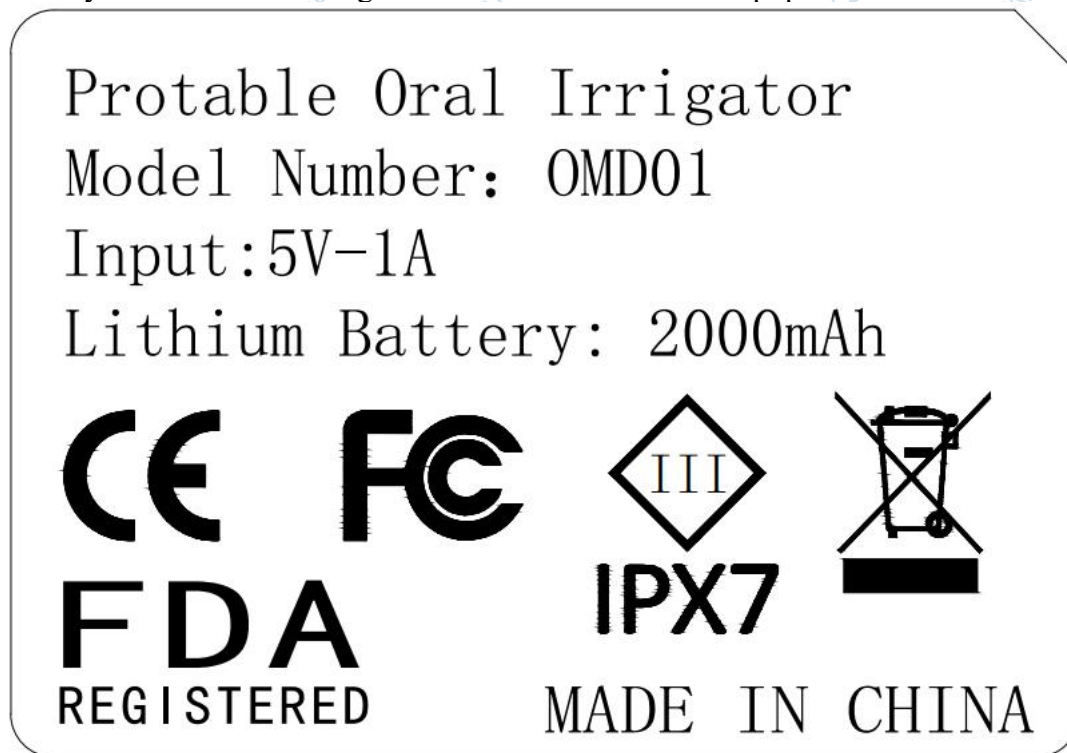 Protable Oral Irrigator
Model Number: OMD01
Input:5V-1A
Lithium Battery: 2000mAh
CE FC III
IPX7
FDA
REGISTERED
MADE IN CHINA